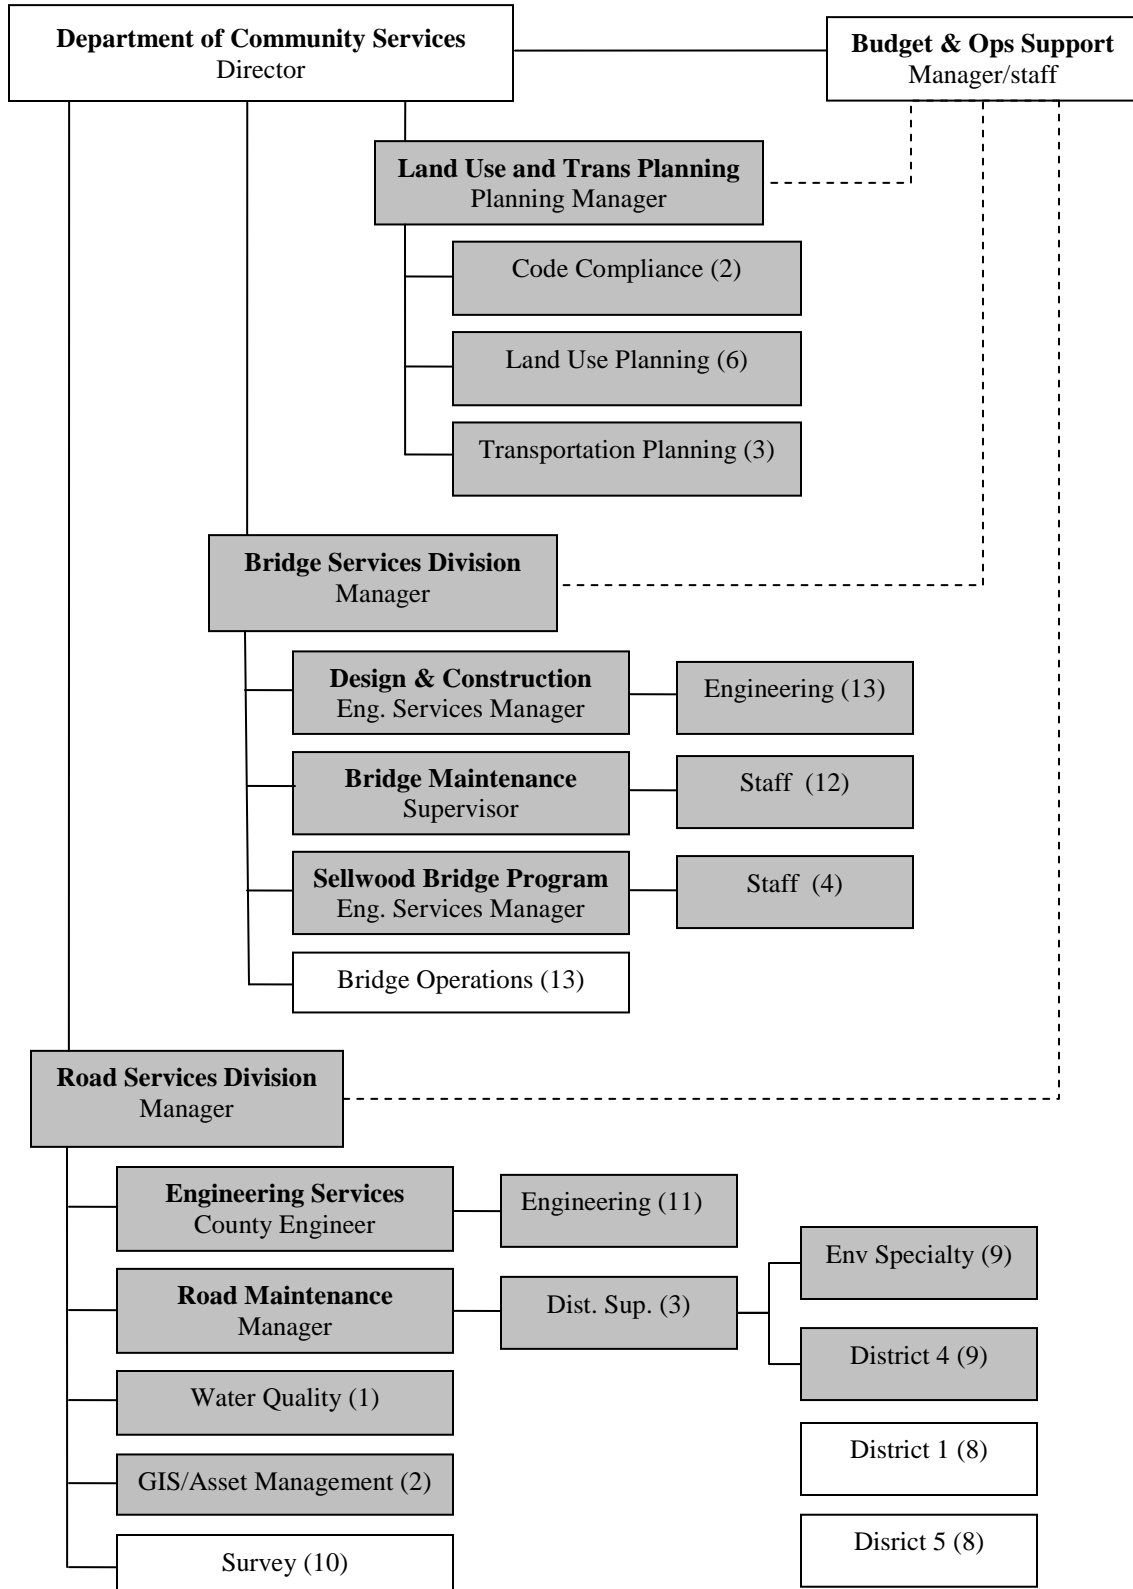 Department of Community Services
Director
Budget & Ops Support
Manager/staff
Land Use and Trans Planning
Planning Manager
Code Compliance (2)
Land Use Planning (6)
Transportation Planning (3)
Bridge Services Division
Manager
Design & Construction
Eng. Services Manager
Engineering (13)
Bridge Maintenance
Supervisor
Staff (12)
Sellwood Bridge Program
Eng. Services Manager
Staff (4)
Bridge Operations (13)
Road Services Division
Manager
Engineering Services
County Engineer
Engineering (11)
Road Maintenance
Manager
Dist. Sup. (3)
Env Specialty (9)
District 4 (9)
Water Quality (1)
District 1 (8)
GIS/Asset Management (2)
Disrict 5 (8)
Survey (10)